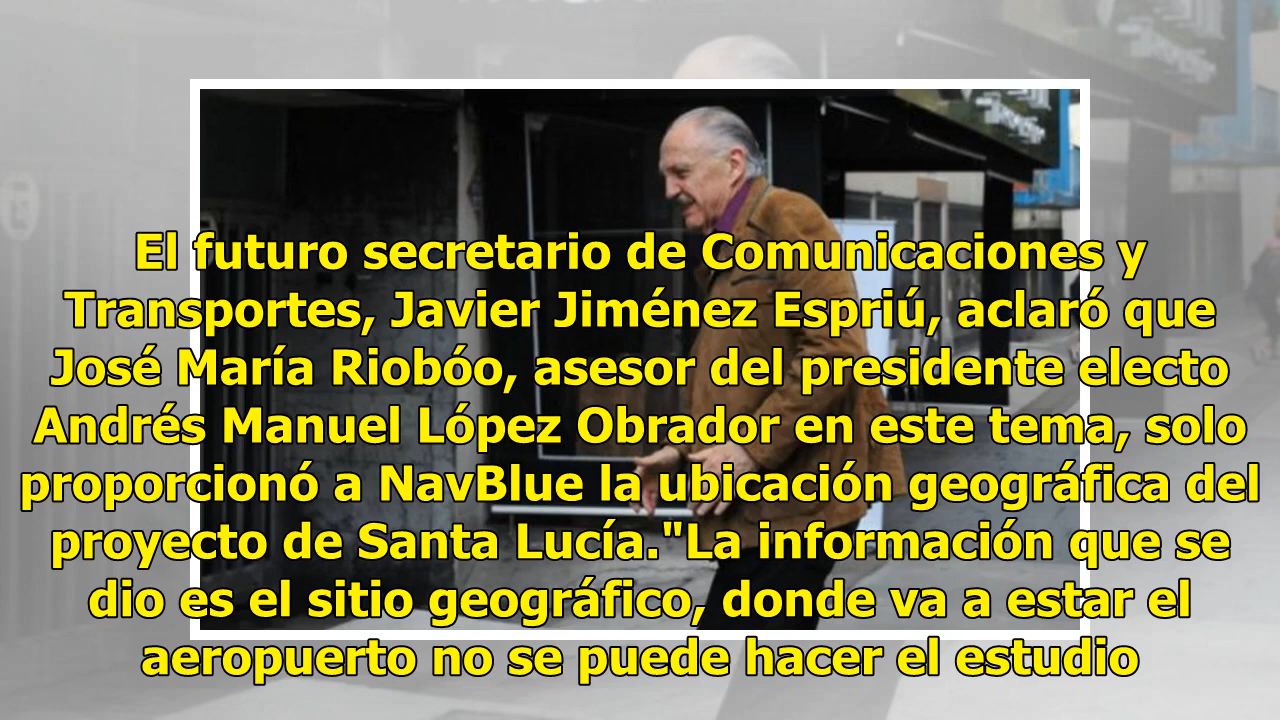 El futuro secretario de Comunicaciones y
Transportes, Javier Jiménez Espriú, aclaró que
José María Riobóo, asesor del presidente electo
Andrés Manuel López Obrador en este tema, solo
proporcionó a NavBlue la ubicación geográfica del
proyecto de Santa Lucía."La información que se
dio es el sitio geográfico, donde va a estar el
aeropuerto no se puede hacer el estudio